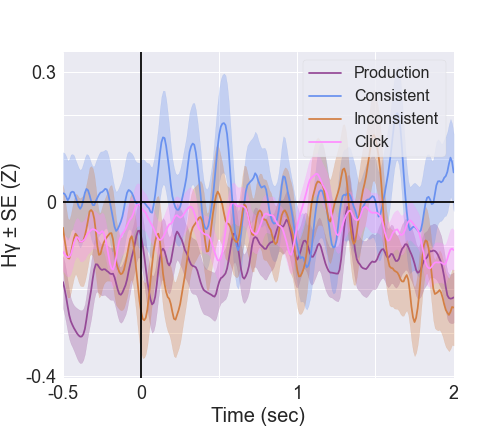 Production
Consistent
Inconsistent
Click
0.3
0
-0.4
Hγ ± SE (Z)
-0.5
0
1
2
Time (sec)